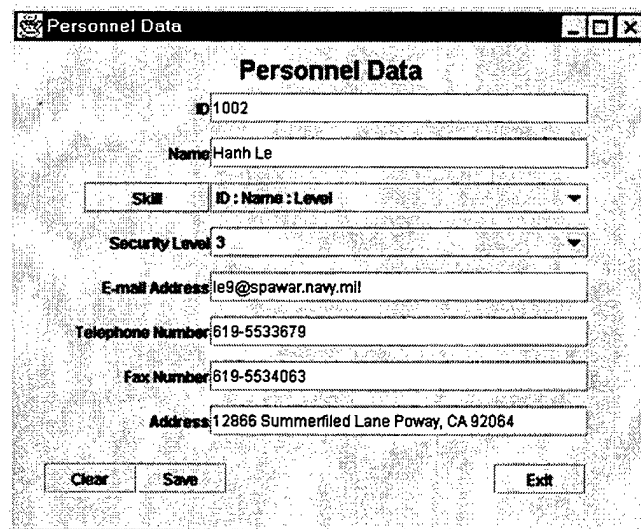 Personnel Data
Personnel Data
ID 1002
Name Hanh Le
Skill ID : Name : Level
Security Level 3
E-mail Address le9@spawar.navy.mil
Telephone Number 619-5533679
Fax Number 619-5534063
Address 12866 Summerfiled Lane Poway, CA 92064
Clear Save Exit